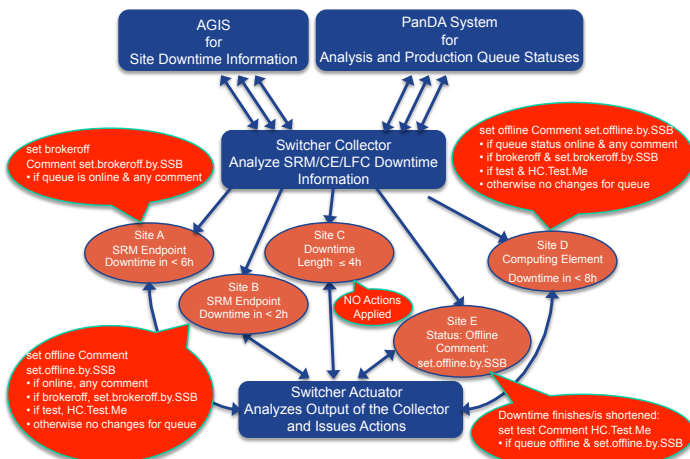 AGIS
for
Site Downtime Information
PanDA System
for
Analysis and Production Queue Statuses
Switcher Collector
Analyze SRM/CE/LFC Downtime
Information
set brokeroff
Comment set.brokeroff.by.SSB
• if queue is online & any comment
set offline Comment set.offline.by.SSB
• if queue status online & any comment
• if brokeroff & set.brokeroff.by.SSB
• if test & HC.Test.Me
• otherwise no changes for queue
Site A
SRM Endpoint
Downtime in < 6h
Site B
SRM Endpoint
Downtime in < 2h
Site C
Downtime
Length ≤ 4h
NO Actions
Applied
Site D
Computing Element
Downtime in < 8h
Site E
Status: Offline
Comment:
set.offline.by.SSB
set offline Comment
set.offline.by.SSB
• if online, any comment
• if brokeroff, set.brokeroff.by.SSB
• if test, HC.Test.Me
• otherwise no changes for queue
Switcher Actuator
Analyzes Output of the Collector
and Issues Actions
Downtime finishes/is shortened:
set test Comment HC.Test.Me
• if queue offline & set.offline.by.SSB